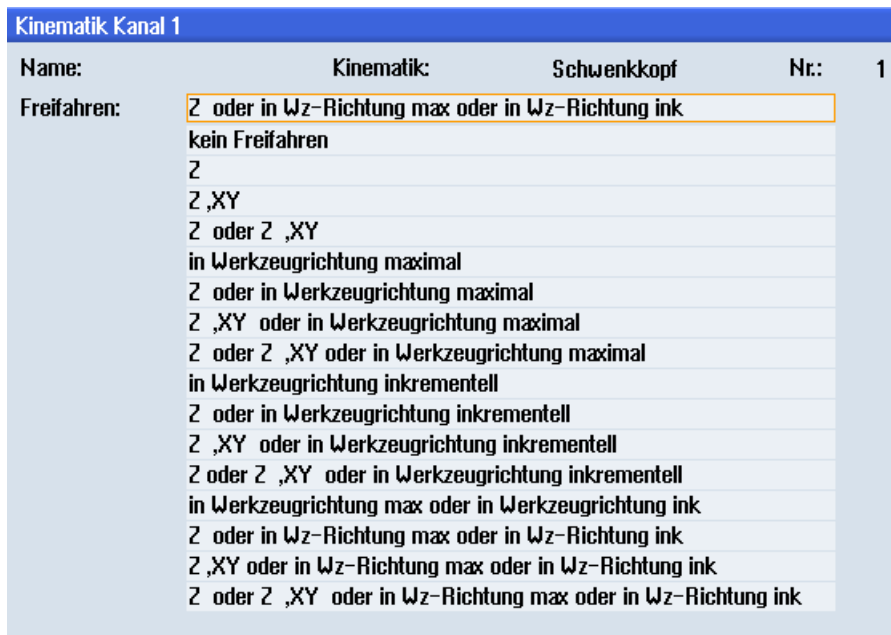 Kinematik Kanal 1
Name: Kinematik: Schwenkkopf Nr.: 1
Freifahren: Z oder in Wz-Richtung max oder in Wz-Richtung ink
kein Freifahren
Z
Z ,XY
Z oder Z ,XY
in Werkzeugrichtung maximal
Z oder in Werkzeugrichtung maximal
Z ,XY oder in Werkzeugrichtung maximal
Z oder Z ,XY oder in Werkzeugrichtung maximal
in Werkzeugrichtung inkrementell
Z oder in Werkzeugrichtung inkrementell
Z ,XY oder in Werkzeugrichtung inkrementell
Z oder Z ,XY oder in Werkzeugrichtung inkrementell
in Werkzeugrichtung max oder in Werkzeugrichtung ink
Z oder in Wz-Richtung max oder in Wz-Richtung ink
Z ,XY oder in Wz-Richtung max oder in Wz-Richtung ink
Z oder Z ,XY oder in Wz-Richtung max oder in Wz-Richtung ink